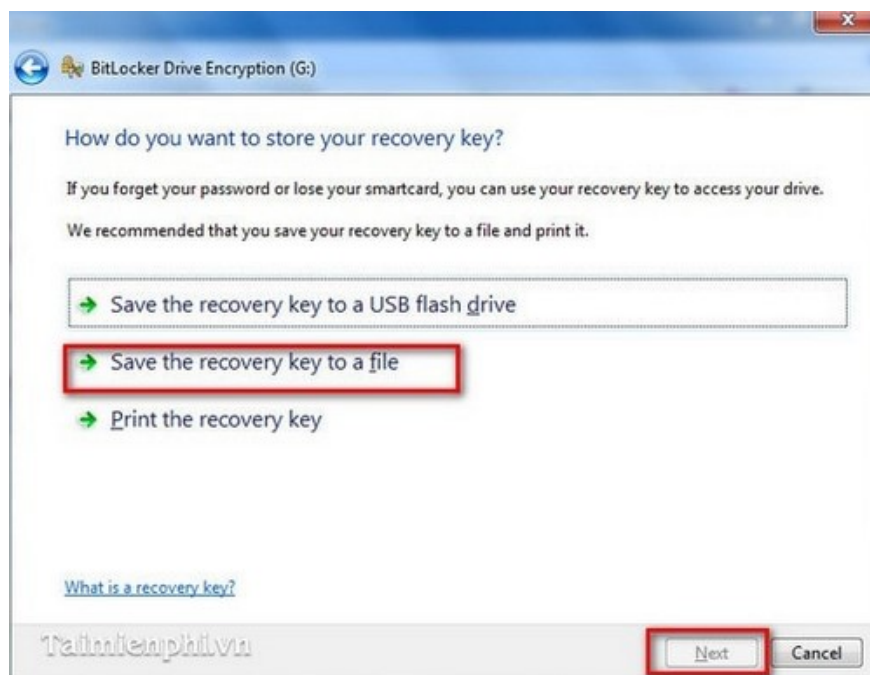 BitLocker Drive Encryption (G:)
How do you want to store your recovery key?
If you forget your password or lose your smartcard, you can use your recovery key to access your drive.
We recommended that you save your recovery key to a file and print it.
Save the recovery key to a USB flash drive
Save the recovery key to a file
Print the recovery key
What is a recovery key?
Taimienphi.vn
Next
Cancel